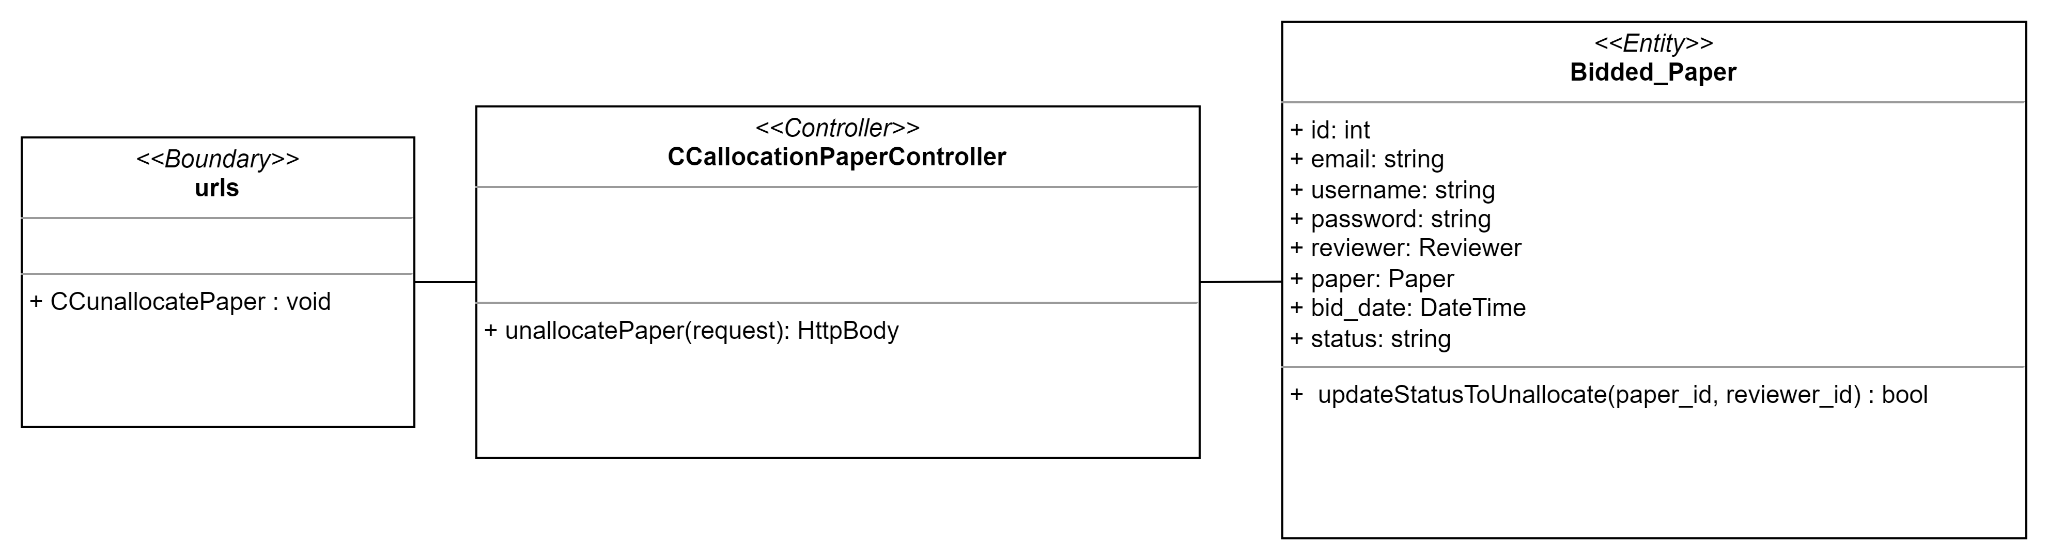 <<Boundary>>
urls
+ CCunallocatePaper : void
<<Controller>>
CCallocationPaperController
+ unallocatePaper(request): HttpBody
<<Entity>>
Bidded_Paper
+ id: int
+ email: string
+ username: string
+ password: string
+ reviewer: Reviewer
+ paper: Paper
+ bid_date: DateTime
+ status: string
+  updateStatusToUnallocate(paper_id, reviewer_id) : bool